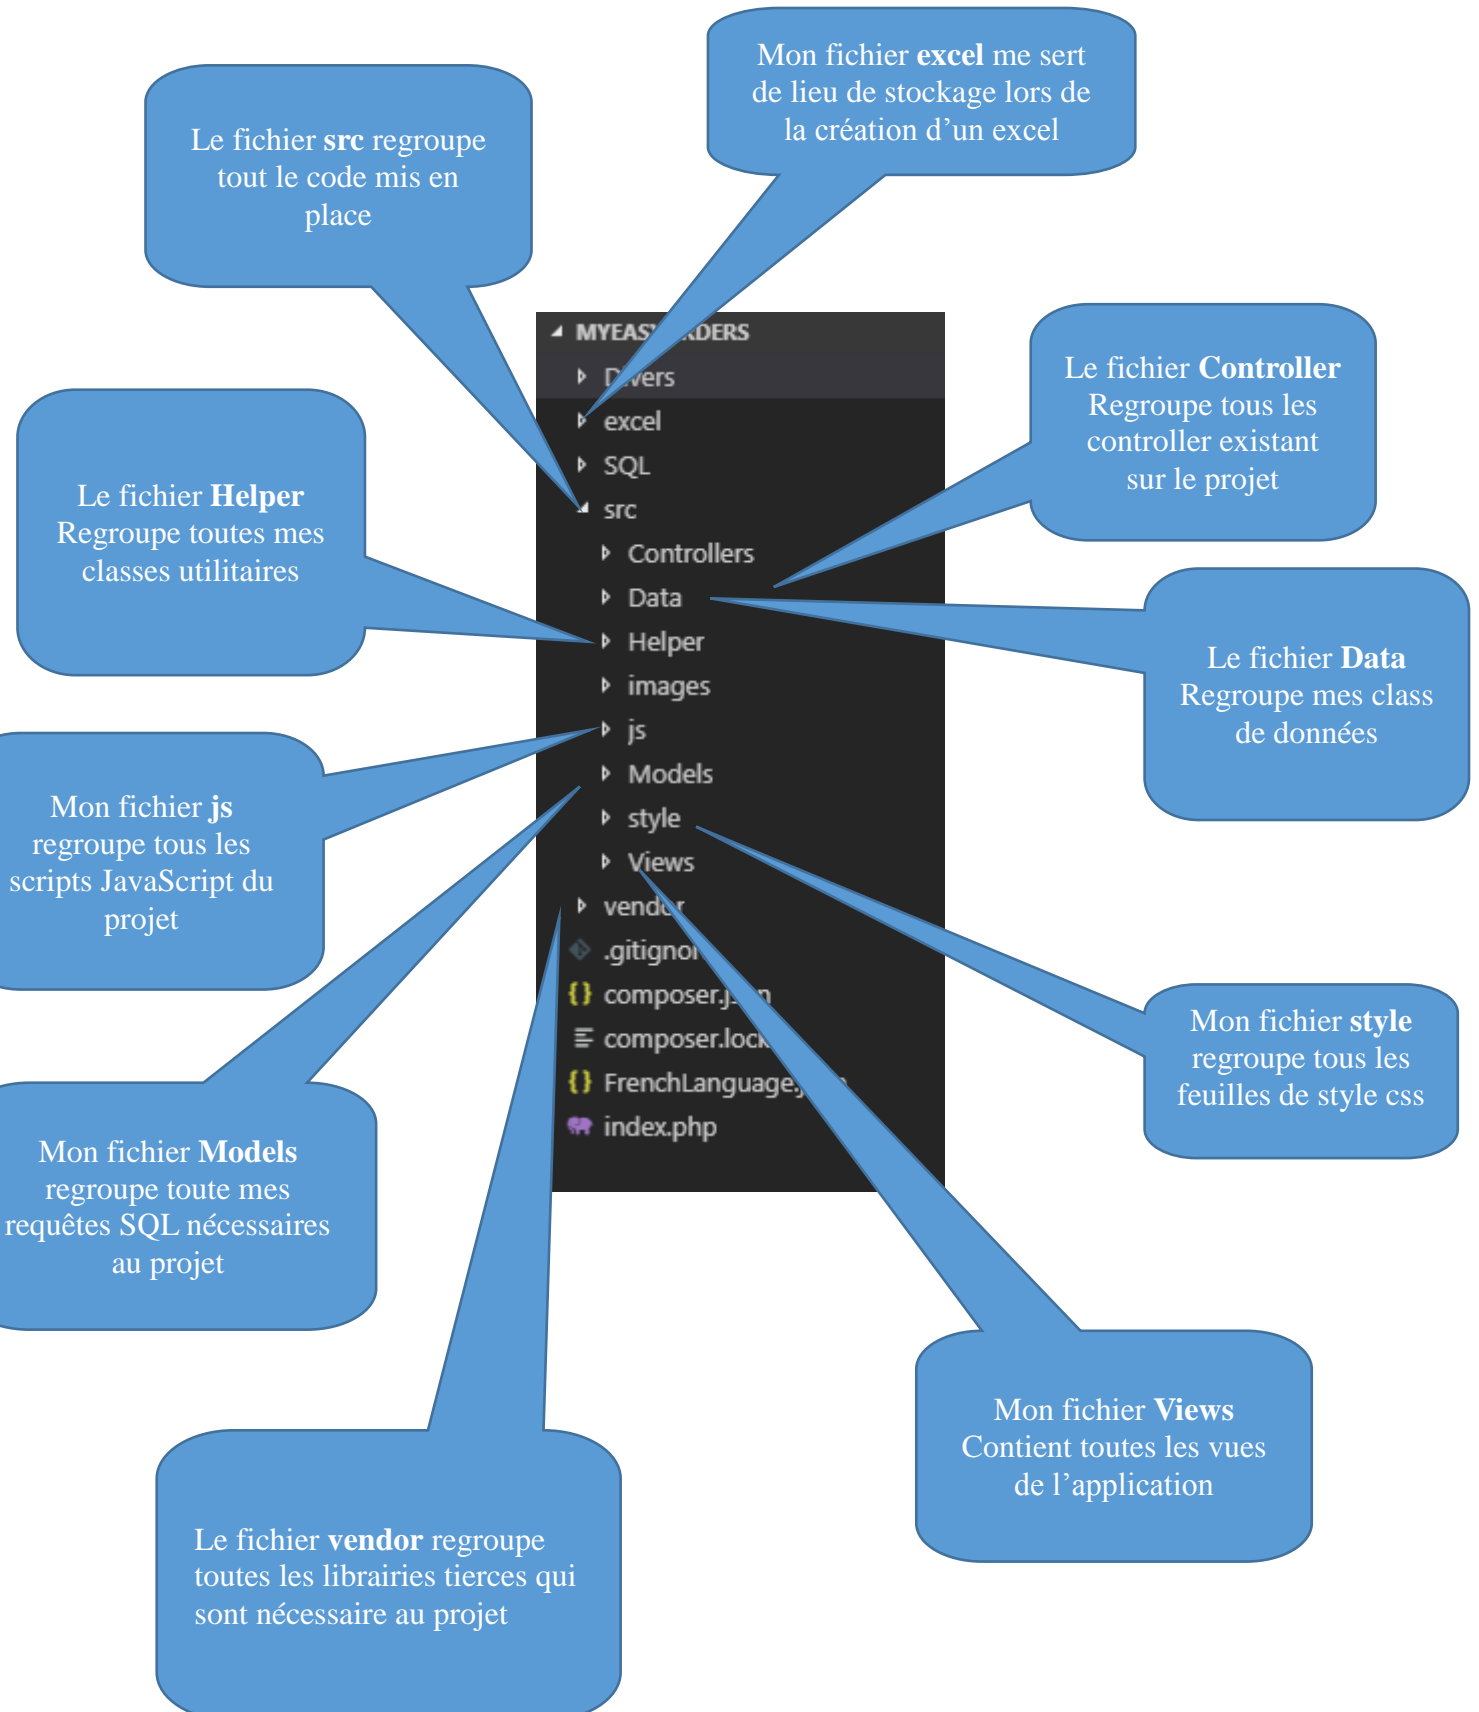 Mon fichier excel me sert
de lieu de stockage lors de
la création d’un excel
Le fichier src regroupe
tout le code mis en
place
Le fichier Controller
Regroupe tous les
controller existant
sur le projet
Le fichier Helper
Regroupe toutes mes
classes utilitaires
Le fichier Data
Regroupe mes class
de données
Mon fichier js
regroupe tous les
scripts JavaScript du
projet
Mon fichier style
regroupe tous les
feuilles de style css
Mon fichier Models
regroupe toute mes
requêtes SQL nécessaires
au projet
Mon fichier Views
Contient toutes les vues
de l’application
Le fichier vendor regroupe
toutes les librairies tierces qui
sont nécessaire au projet
Divers
excel
SQL
src
Controllers
Data
Helper
images
js
Models
style
Views
vendor
composer.lock
index.php